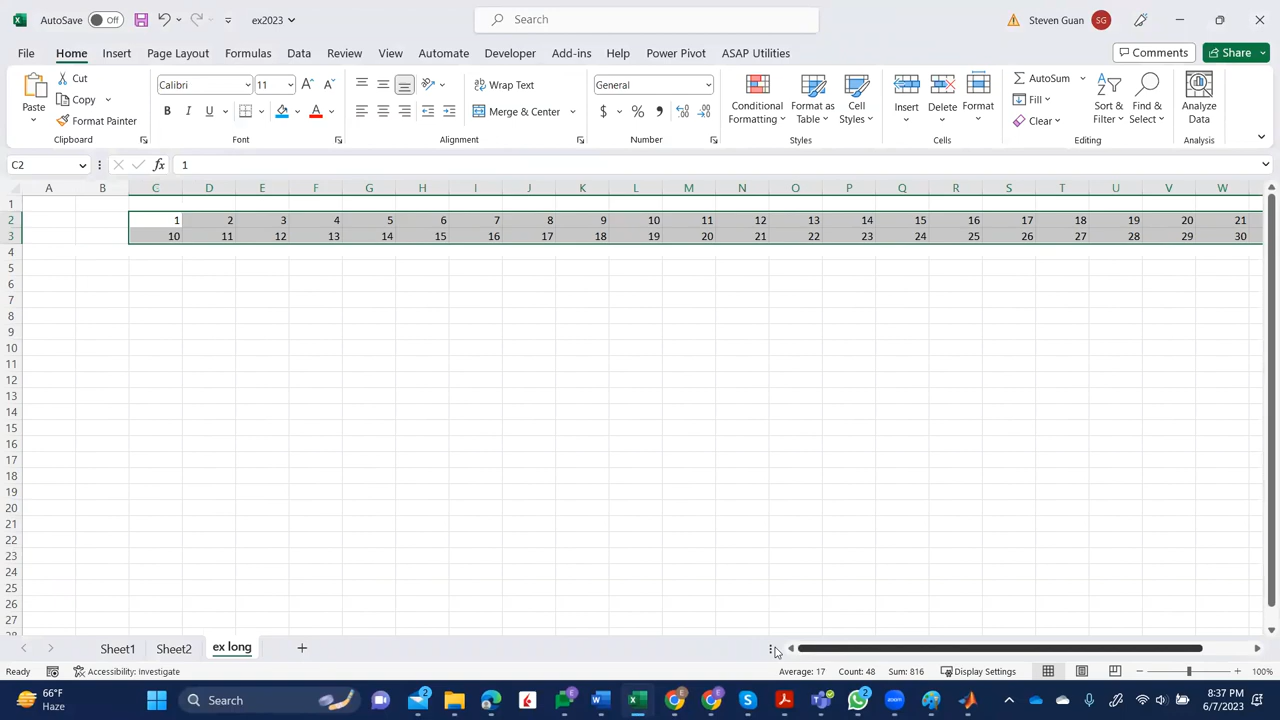 AutoSave Off ex2023 Search Steven Guan SG
File Home Insert Page Layout Formulas Data Review View Automate Developer Add-ins Help Power Pivot ASAP Utilities Comments Share
Paste Cut Copy Format Painter Calibri 11 Wrap Text Merge & Center General Conditional Formatting Format as Table Cell Styles Insert Delete Format AutoSum Fill Clear Sort & Filter Find & Select Analyze Data
Clipboard Font Alignment Number Styles Cells Editing Analysis
C2 fx 1
A B C D E F G H I J K L M N O P Q R S T U V W
1
2 1 2 3 4 5 6 7 8 9 10 11 12 13 14 15 16 17 18 19 20 21
3 10 11 12 13 14 15 16 17 18 19 20 21 22 23 24 25 26 27 28 29 30
4
5
6
7
8
9
10
11
12
13
14
15
16
17
18
19
20
21
22
23
24
25
26
27
28
Sheet1 Sheet2 ex long
Ready Accessibility: Investigate Average: 17 Count: 48 Sum: 816 Display Settings 100%
66°F Search 8:37 PM
Haze 6/7/2023